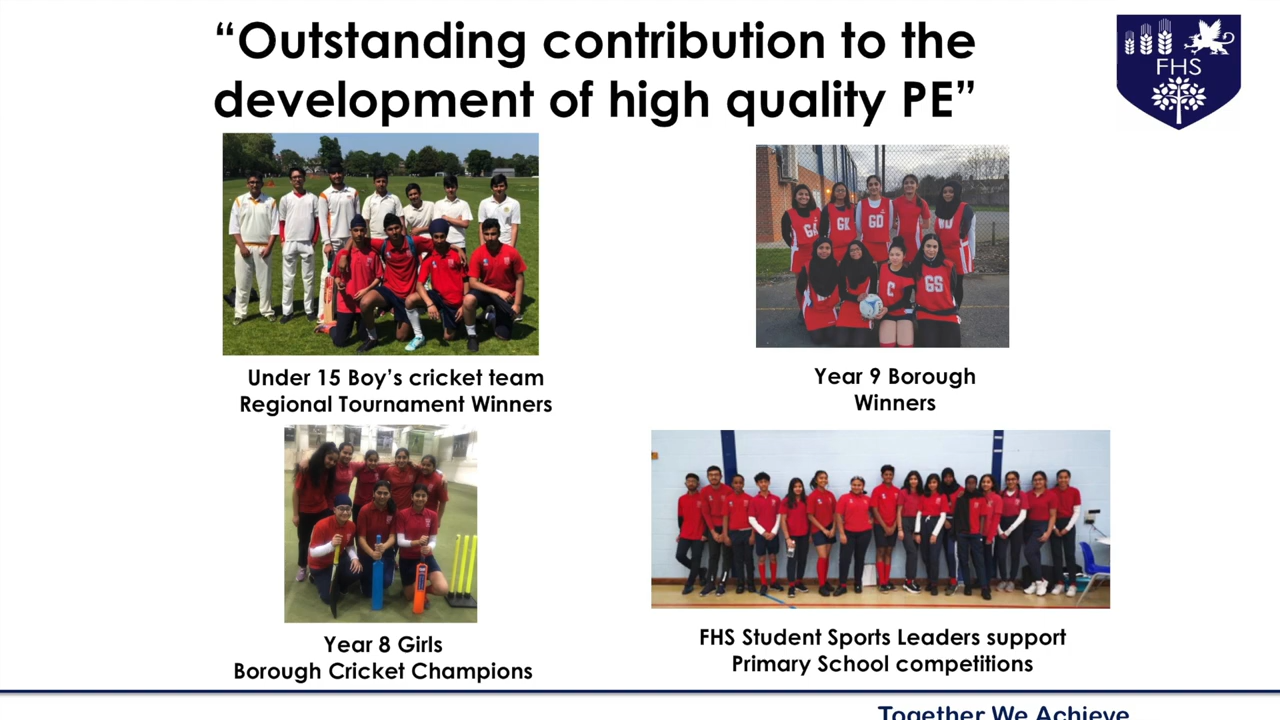 “Outstanding contribution to the
development of high quality PE”
FHS
GA
GK
GD
WD
C
GS
Under 15 Boy’s cricket team
Regional Tournament Winners
Year 9 Borough
Winners
Year 8 Girls
Borough Cricket Champions
FHS Student Sports Leaders support
Primary School competitions
Together We Achieve